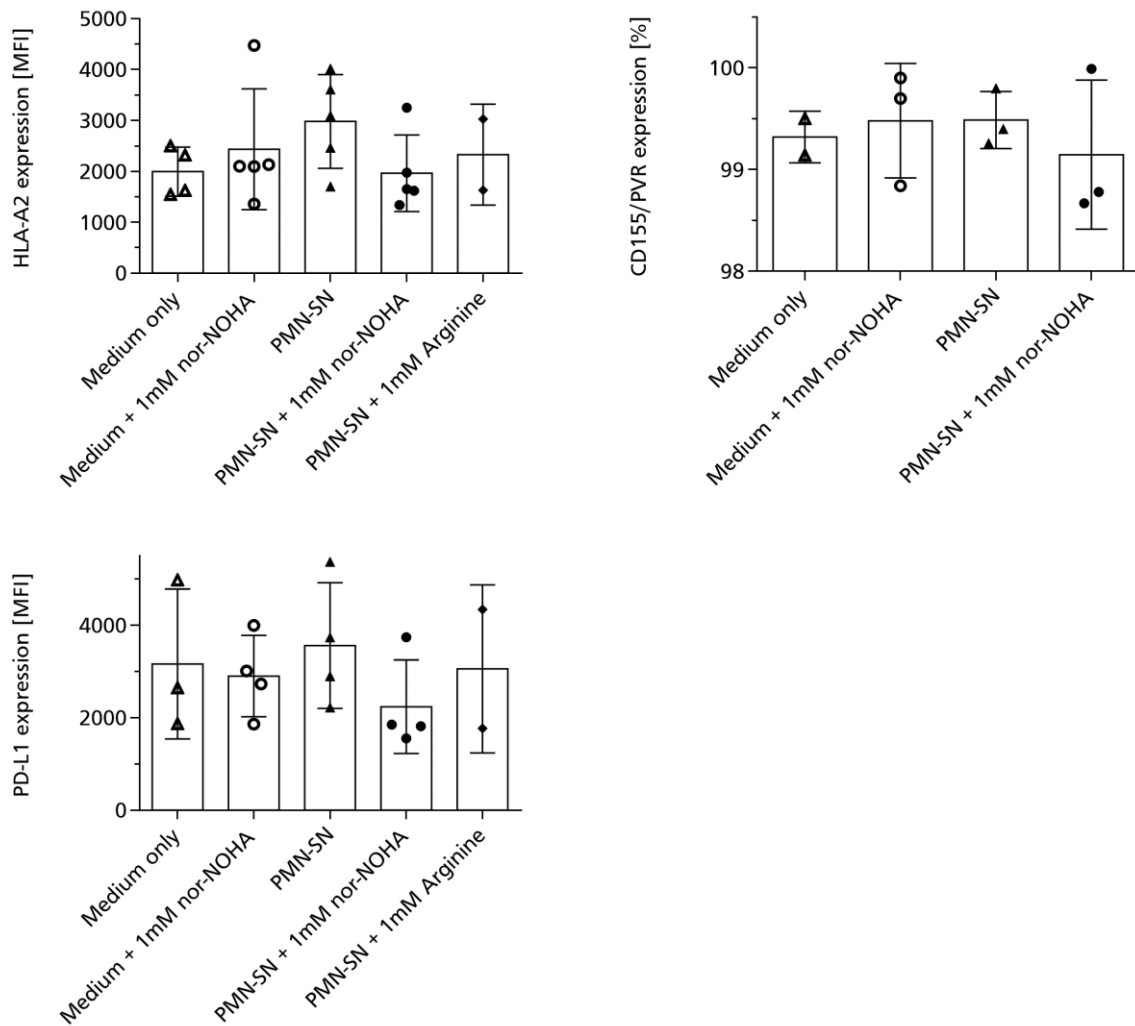 HLA-A2 expression [MFI]
5000
4000
3000
2000
1000
0
Medium only
Medium + 1mM nor-NOHA
PMN-SN
PMN-SN + 1mM nor-NOHA
PMN-SN + 1mM Arginine
CD155/PVR expression [%]
100
99
98
Medium only
Medium + 1mM nor-NOHA
PMN-SN
PMN-SN + 1mM nor-NOHA
PD-L1 expression [MFI]
4000
2000
0
Medium only
Medium + 1mM nor-NOHA
PMN-SN
PMN-SN + 1mM nor-NOHA
PMN-SN + 1mM Arginine